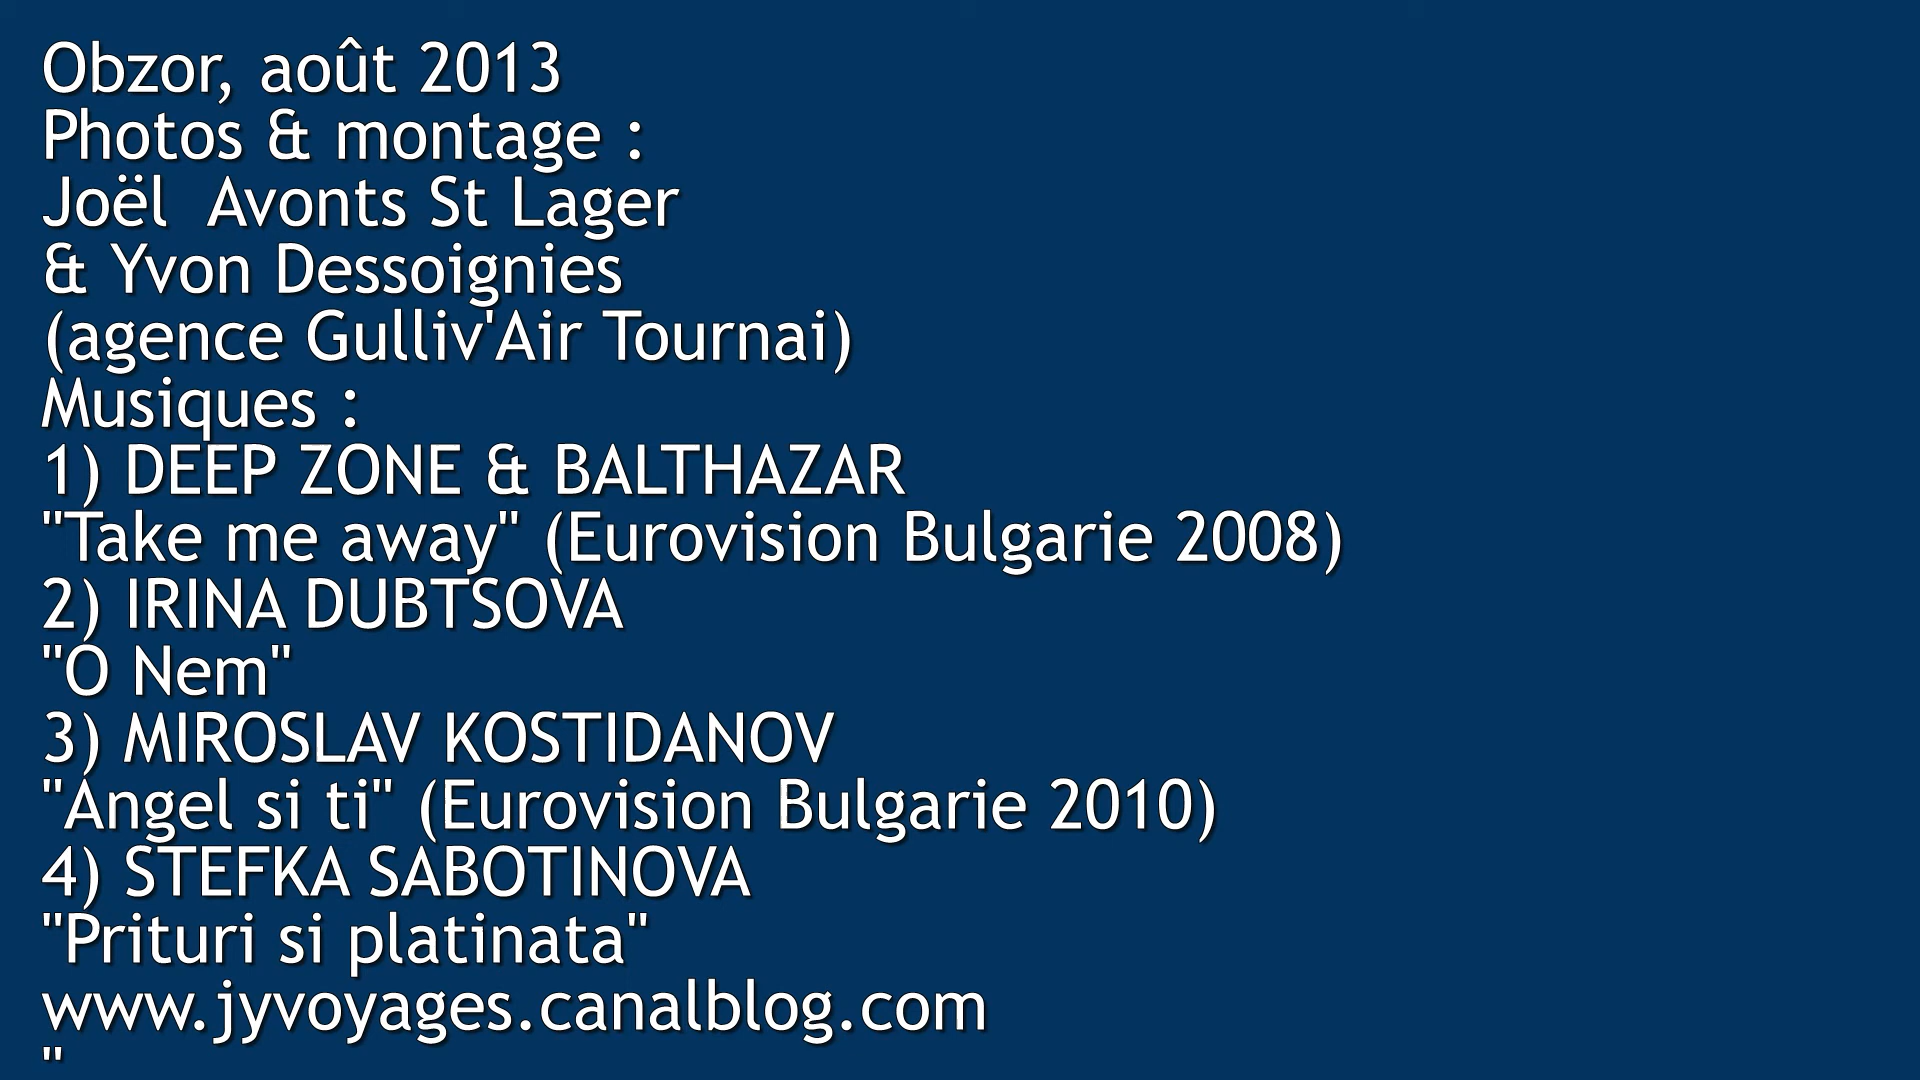 Obzor, août 2013
Photos & montage :
Joël  Avonts St Lager
& Yvon Dessoignies
(agence Gulliv'Air Tournai)
Musiques :
1) DEEP ZONE & BALTHAZAR
"Take me away" (Eurovision Bulgarie 2008)
2) IRINA DUBTSOVA
"O Nem"
3) MIROSLAV KOSTIDANOV
"Angel si ti" (Eurovision Bulgarie 2010)
4) STEFKA SABOTINOVA
"Prituri si platinata"
www.jyvoyages.canalblog.com
"